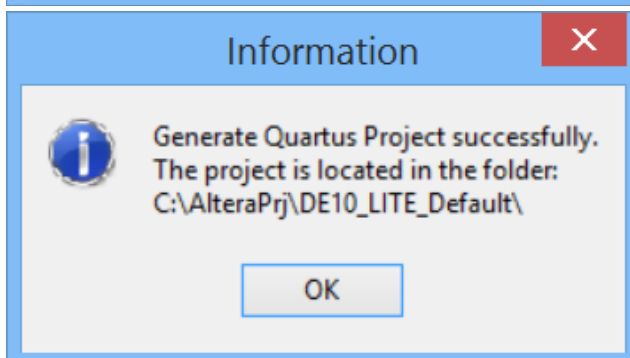 Information
Generate Quartus Project successfully.
The project is located in the folder:
C:\AlteraPrj\DE10_LITE_Default\
OK